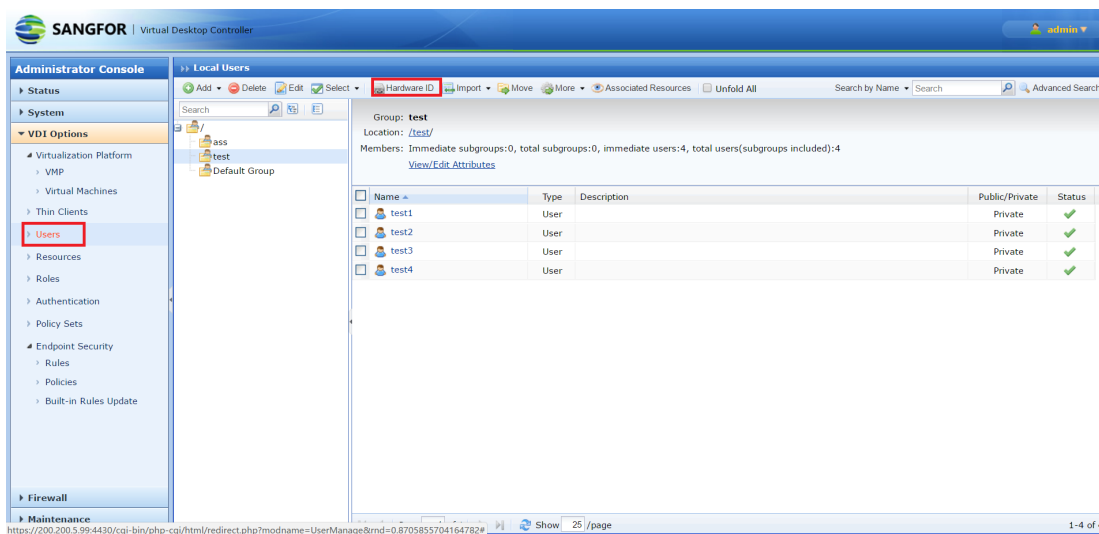 SANGFOR | Virtual Desktop Controller
admin
Administrator Console
Status
System
VDI Options
Virtualization Platform
VMP
Virtual Machines
Thin Clients
Users
Resources
Roles
Authentication
Policy Sets
Endpoint Security
Rules
Policies
Built-in Rules Update
Firewall
Maintenance
Local Users
Add Delete Edit Select Hardware ID Import Move More Associated Resources Unfold All Search by Name Search Advanced Search
Search
/
ass
test
Default Group
Group: test
Location: /test/
Members: Immediate subgroups:0, total subgroups:0, immediate users:4, total users(subgroups included):4
View/Edit Attributes
Name Type Description Public/Private Status
test1 User Private
test2 User Private
test3 User Private
test4 User Private
Show 25 /page 1-4 of
https://200.200.5.99:4430/cgi-bin/php-cgi/html/redirect.php?modname=UserManage&rnd=0.8705855704164782#